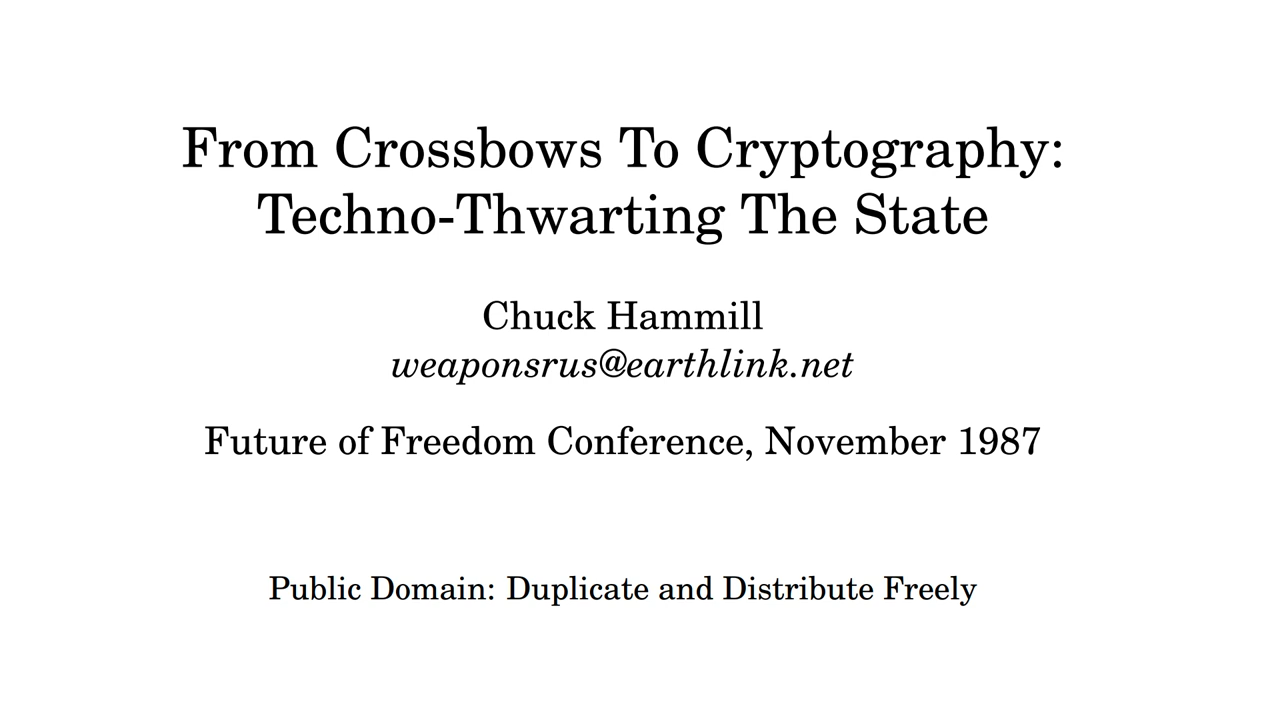 From Crossbows To Cryptography:
Techno-Thwarting The State
Chuck Hammill
weaponsrus@earthlink.net
Future of Freedom Conference, November 1987
Public Domain: Duplicate and Distribute Freely